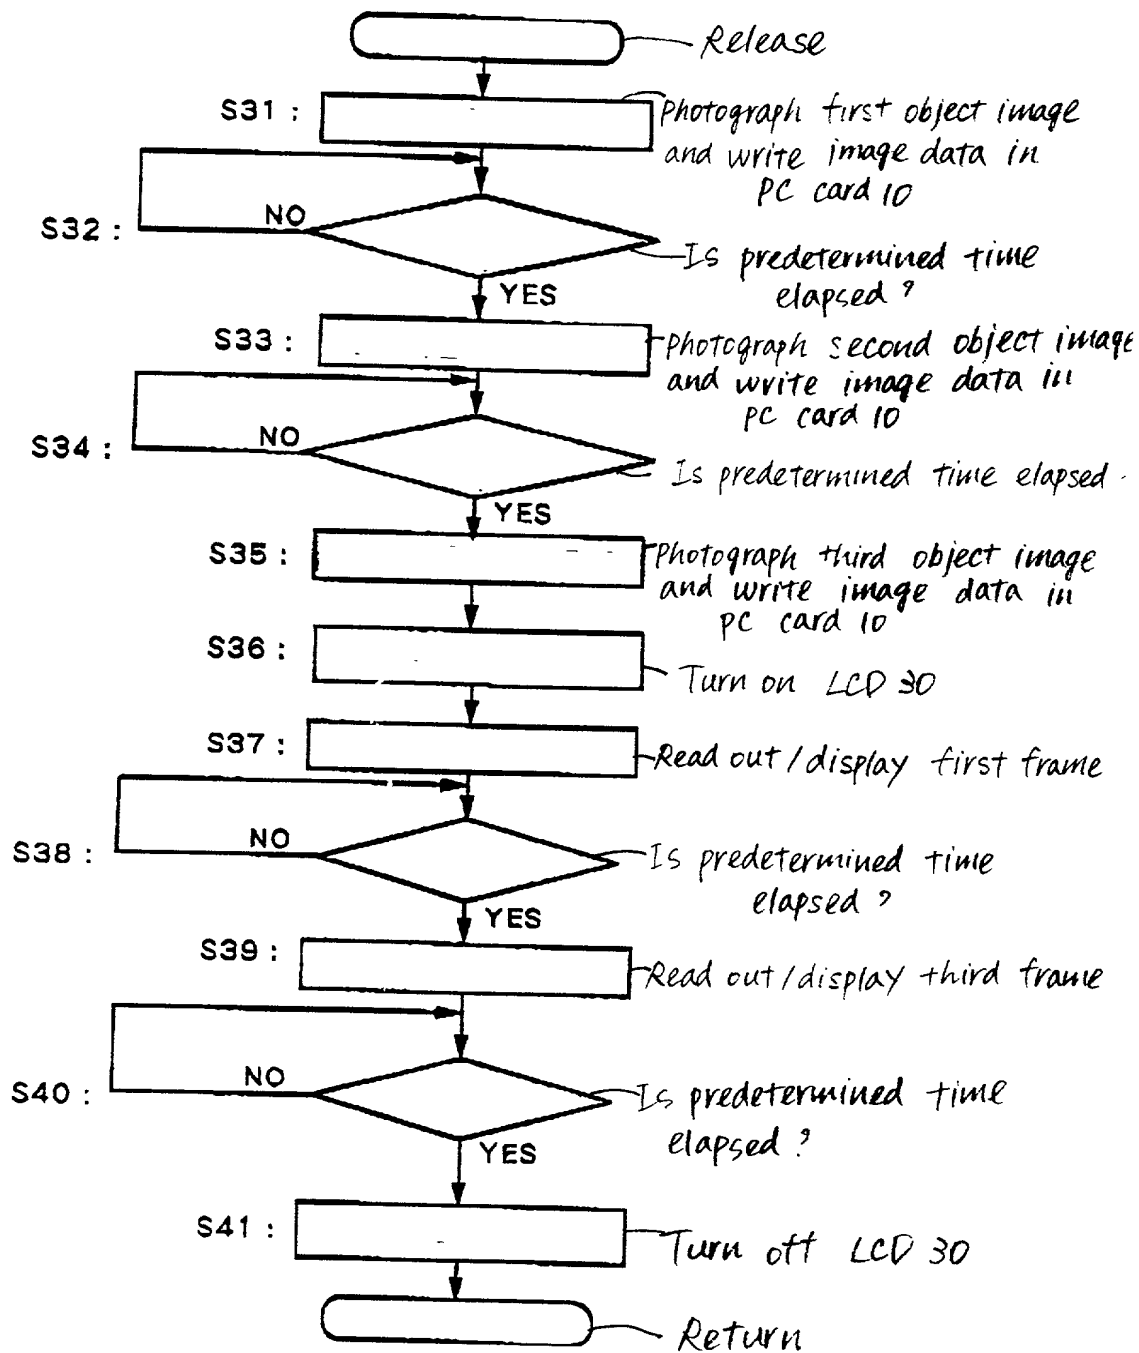 Release
S31 :
Photograph first object image
and write image data in
PC card 10
NO
S32 :
Is predetermined time
elapsed ?
YES
S33 :
Photograph second object image
and write image data in
PC card 10
NO
S34 :
Is predetermined time elapsed.
YES
S35 :
Photograph third object image
and write image data in
PC card 10
S36 :
Turn on LCD 30
S37 :
Read out/display first frame
NO
S38 :
Is predetermined time
elapsed ?
YES
S39 :
Read out/display third frame
NO
S40 :
Is predetermined time
elapsed ?
YES
S41 :
Turn off LCD 30
Return